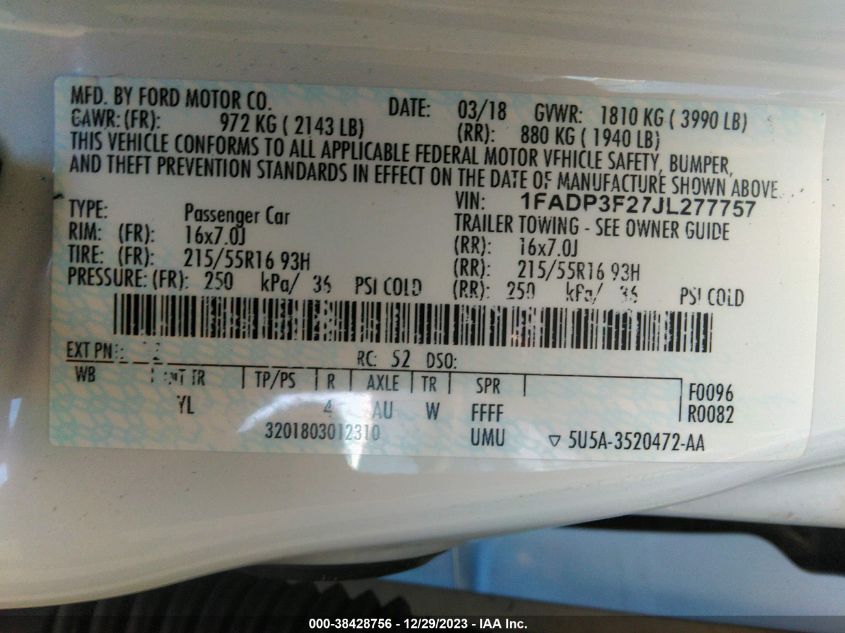 MFD. BY FORD MOTOR CO. DATE: 03/18 GVWR: 1810 KG ( 3990 LB)
GAWR: (FR): 972 KG ( 2143 LB) (RR): 880 KG ( 1940 LB)
THIS VEHICLE CONFORMS TO ALL APPLICABLE FEDERAL MOTOR VEHICLE SAFETY, BUMPER,
AND THEFT PREVENTION STANDARDS IN EFFECT ON THE DATE OF MANUFACTURE SHOWN ABOVE.
VIN: 1FADP3F27JL277757
TYPE: Passenger Car TRAILER TOWING - SEE OWNER GUIDE
RIM: (FR): 16x7.0J (RR): 16x7.0J
TIRE: (FR): 215/55R16 93H (RR): 215/55R16 93H
PRESSURE: (FR): 250 kPa/ 36 PSI COLD (RR): 250 kPa/ 36 PSI COLD
EXT PN: RC: 52 DSO:
WB INT TR TP/PS R AXLE TR SPR F0096
YL 4 AU W FFFF R0082
3201803012310 UMU ▽ 5U5A-3520472-AA
000-38428756 - 12/29/2023 - IAA Inc.